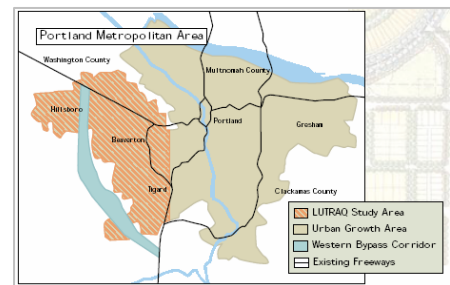 Portland Metropolitan Area
Washington County
Multnomah County
Hillsboro
Portland
Gresham
Beaverton
Tigard
Clackamas County
LUTRAQ Study Area
Urban Growth Area
Western Bypass Corridor
Existing Freeways